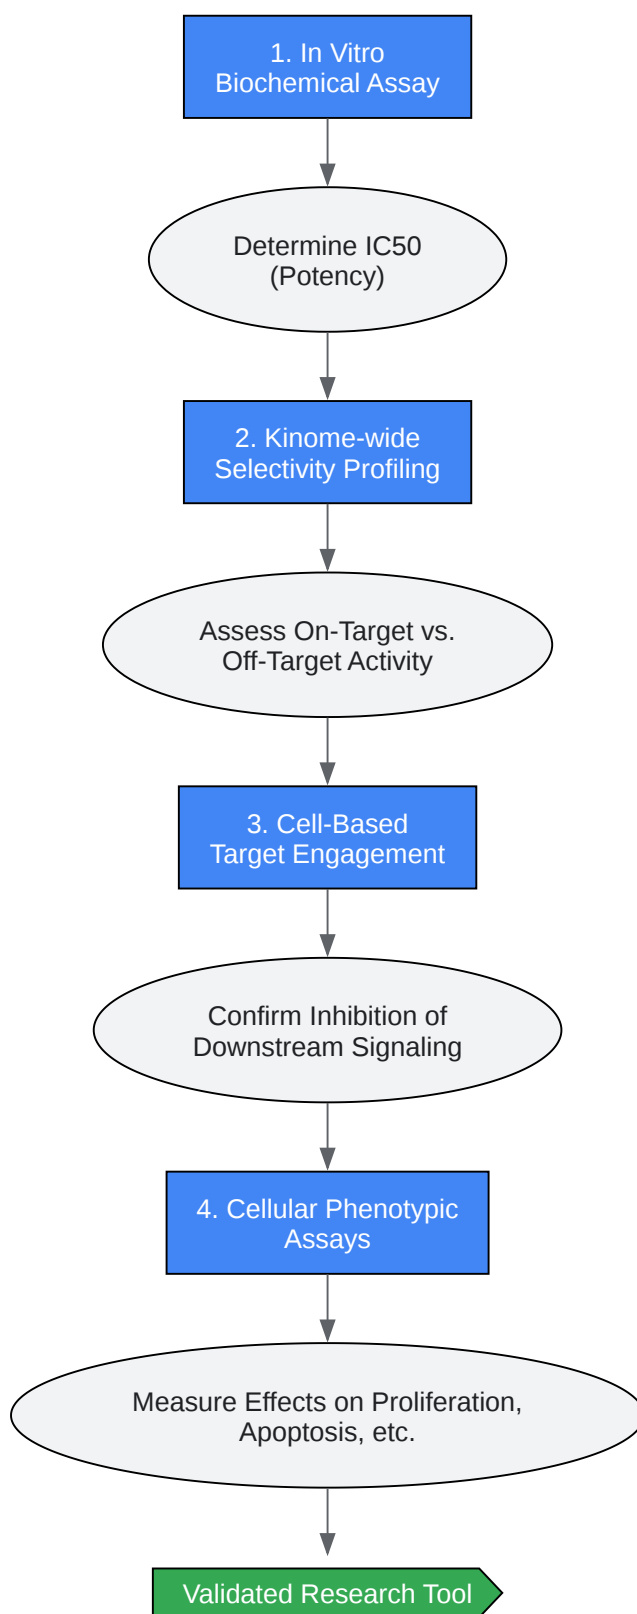 1. In Vitro
Biochemical Assay
Determine IC50
(Potency)
2. Kinome-wide
Selectivity Profiling
Assess On-Target vs.
Off-Target Activity
3. Cell-Based
Target Engagement
Confirm Inhibition of
Downstream Signaling
4. Cellular Phenotypic
Assays
Measure Effects on Proliferation,
Apoptosis, etc.
Validated Research Tool